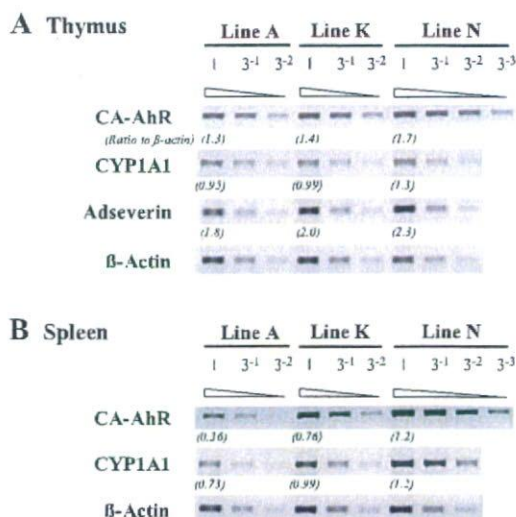 A Thymus
Line A Line K Line N
1 3⁻¹ 3⁻² 1 3⁻¹ 3⁻² 1 3⁻¹ 3⁻² 3⁻³
CA-AhR
(Ratio to β-actin) (1.3) (1.4) (1.7)
CYP1A1
(0.95) (0.99) (1.3)
Adseverin
(1.8) (2.0) (2.3)
ß-Actin
B Spleen
Line A Line K Line N
1 3⁻¹ 3⁻² 1 3⁻¹ 3⁻² 1 3⁻¹ 3⁻² 3⁻³
CA-AhR
(0.36) (0.76) (1.2)
CYP1A1
(0.73) (0.99) (1.2)
ß-Actin